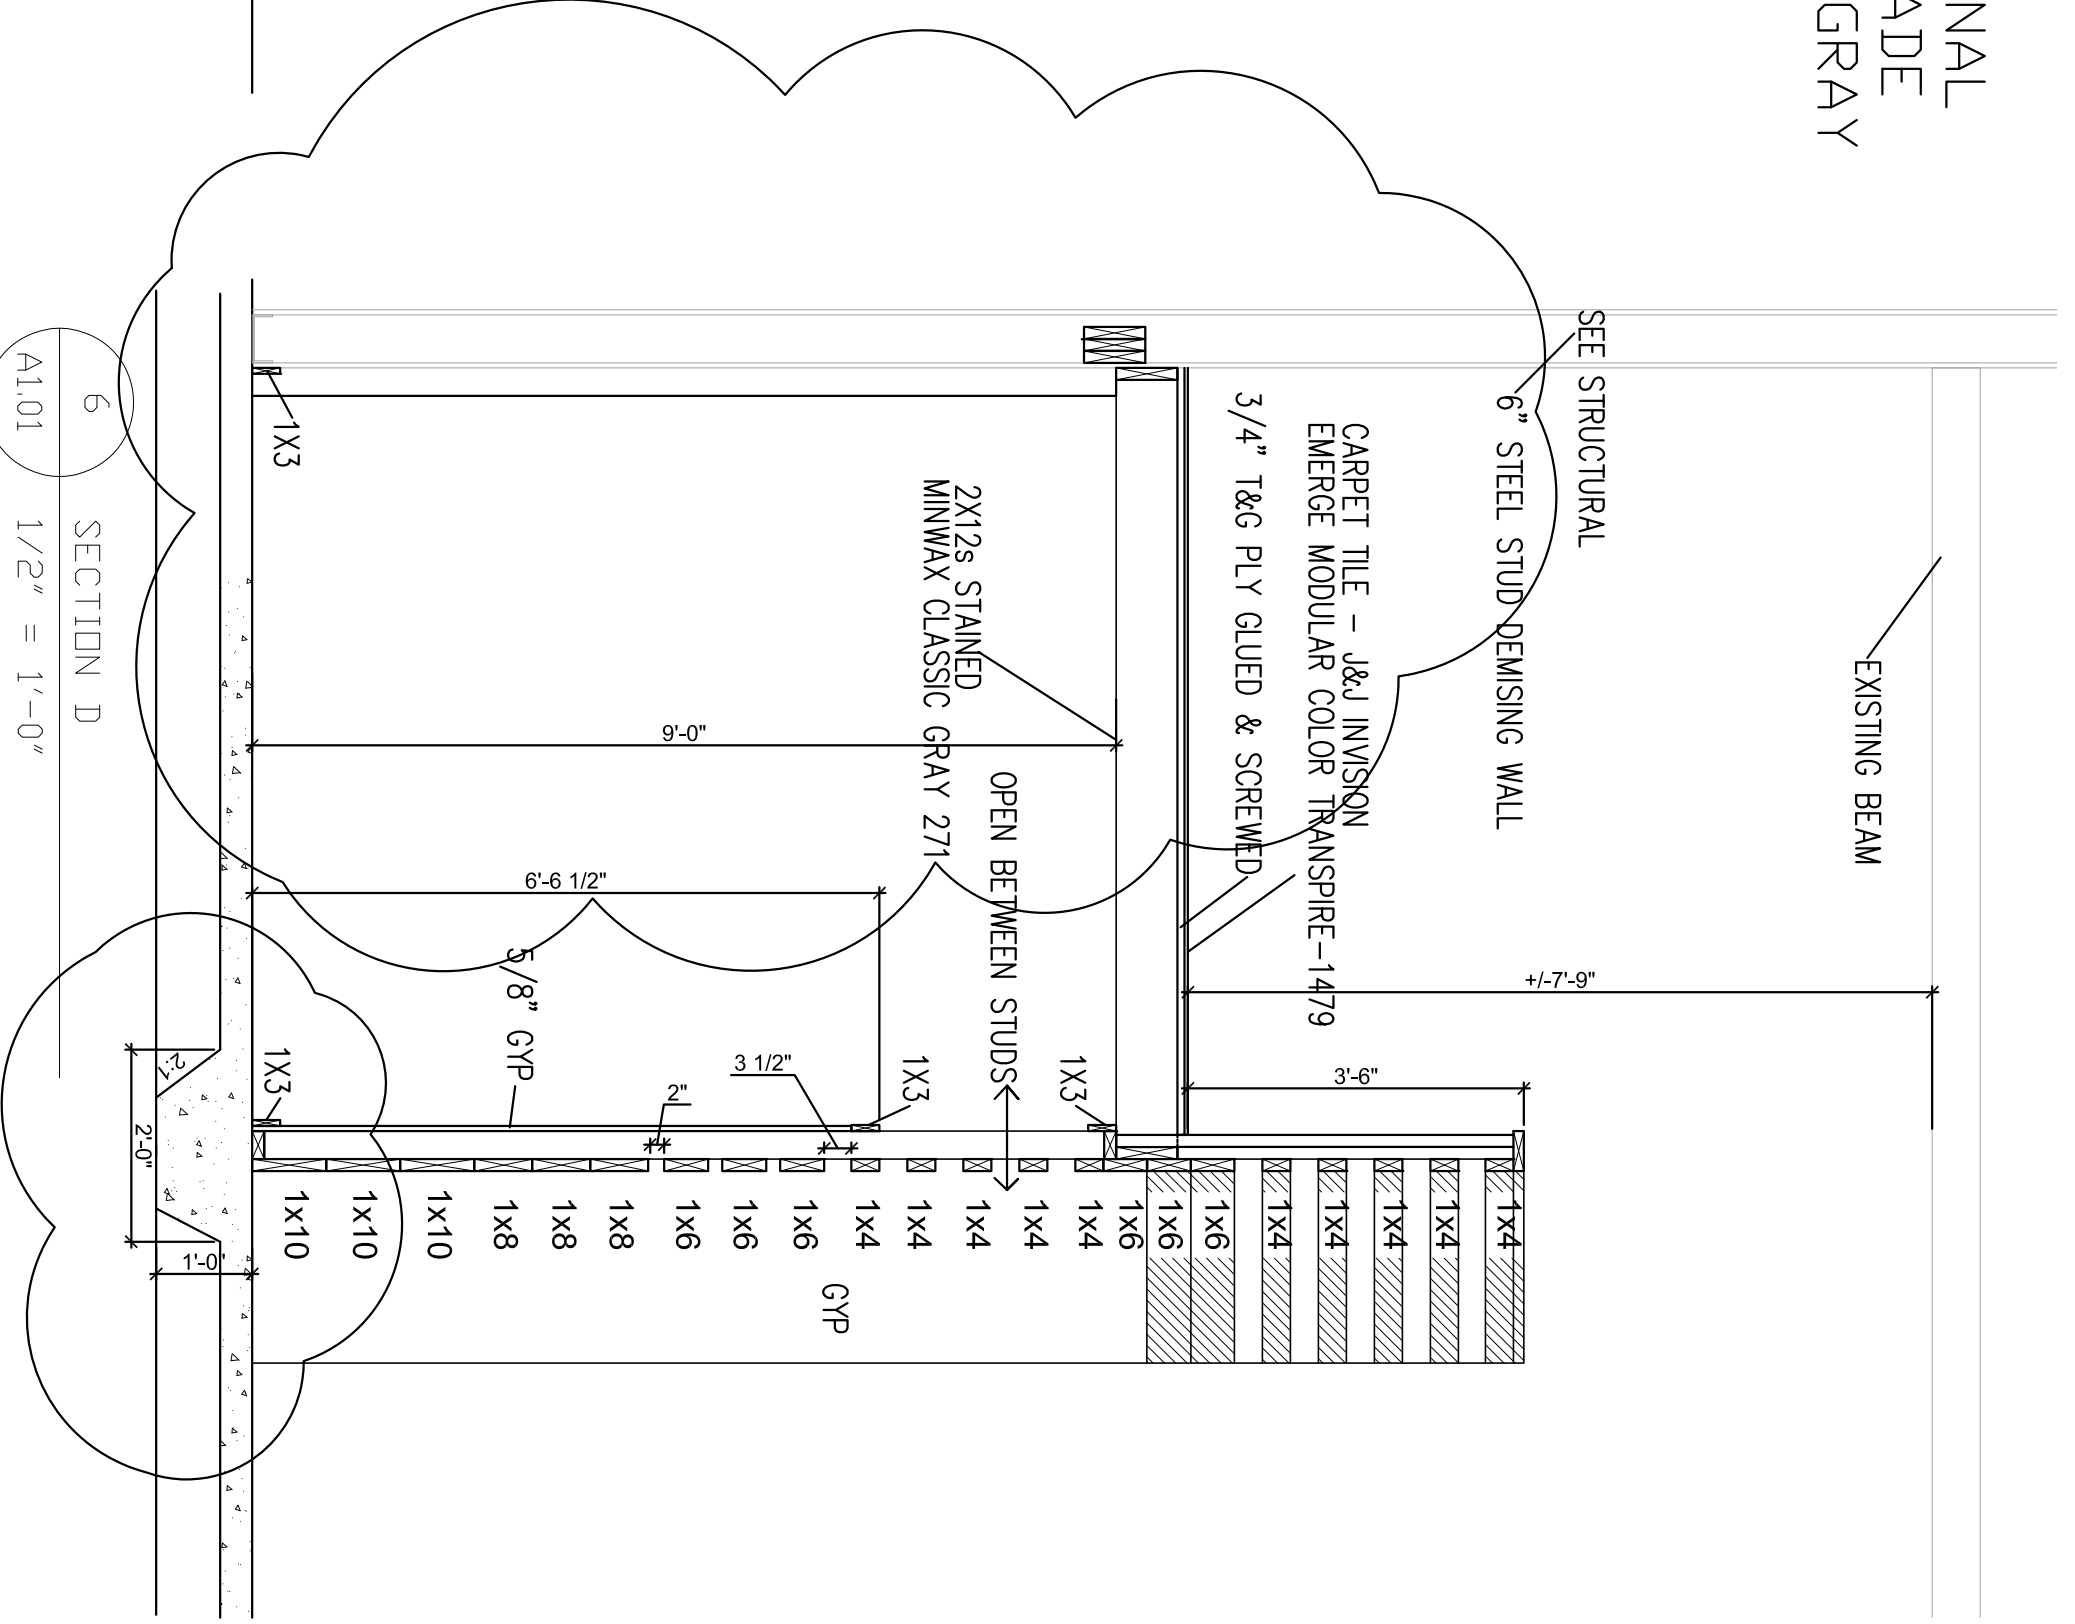 NAL
ADE
GRAY
SEE STRUCTURAL
6" STEEL STUD DEMISING WALL
EXISTING BEAM
CARPET TILE - J&J INVISION
EMERGE MODULAR COLOR TRANSPIRE-1479
3/4" T&G PLY GLUED & SCREWED
2X12s STAINED
MINWAX CLASSIC GRAY 271
OPEN BETWEEN STUDS
5/8" GYP
1X3
1X3
1X3
1X3
9'-0"
6'-6 1/2"
+/-7'-9"
3'-6"
3 1/2"
2"
2:1
2'-0"
1'-0"
1x4
1x4
1x4
1x4
1x4
1x6
1x6
1x6
1x4
1x4
1x4
1x4
1x4
1x6
1x6
1x6
1x8
1x8
1x8
1x10
1x10
1x10
GYP
6
A1.01
SECTION D
1/2" = 1'-0"